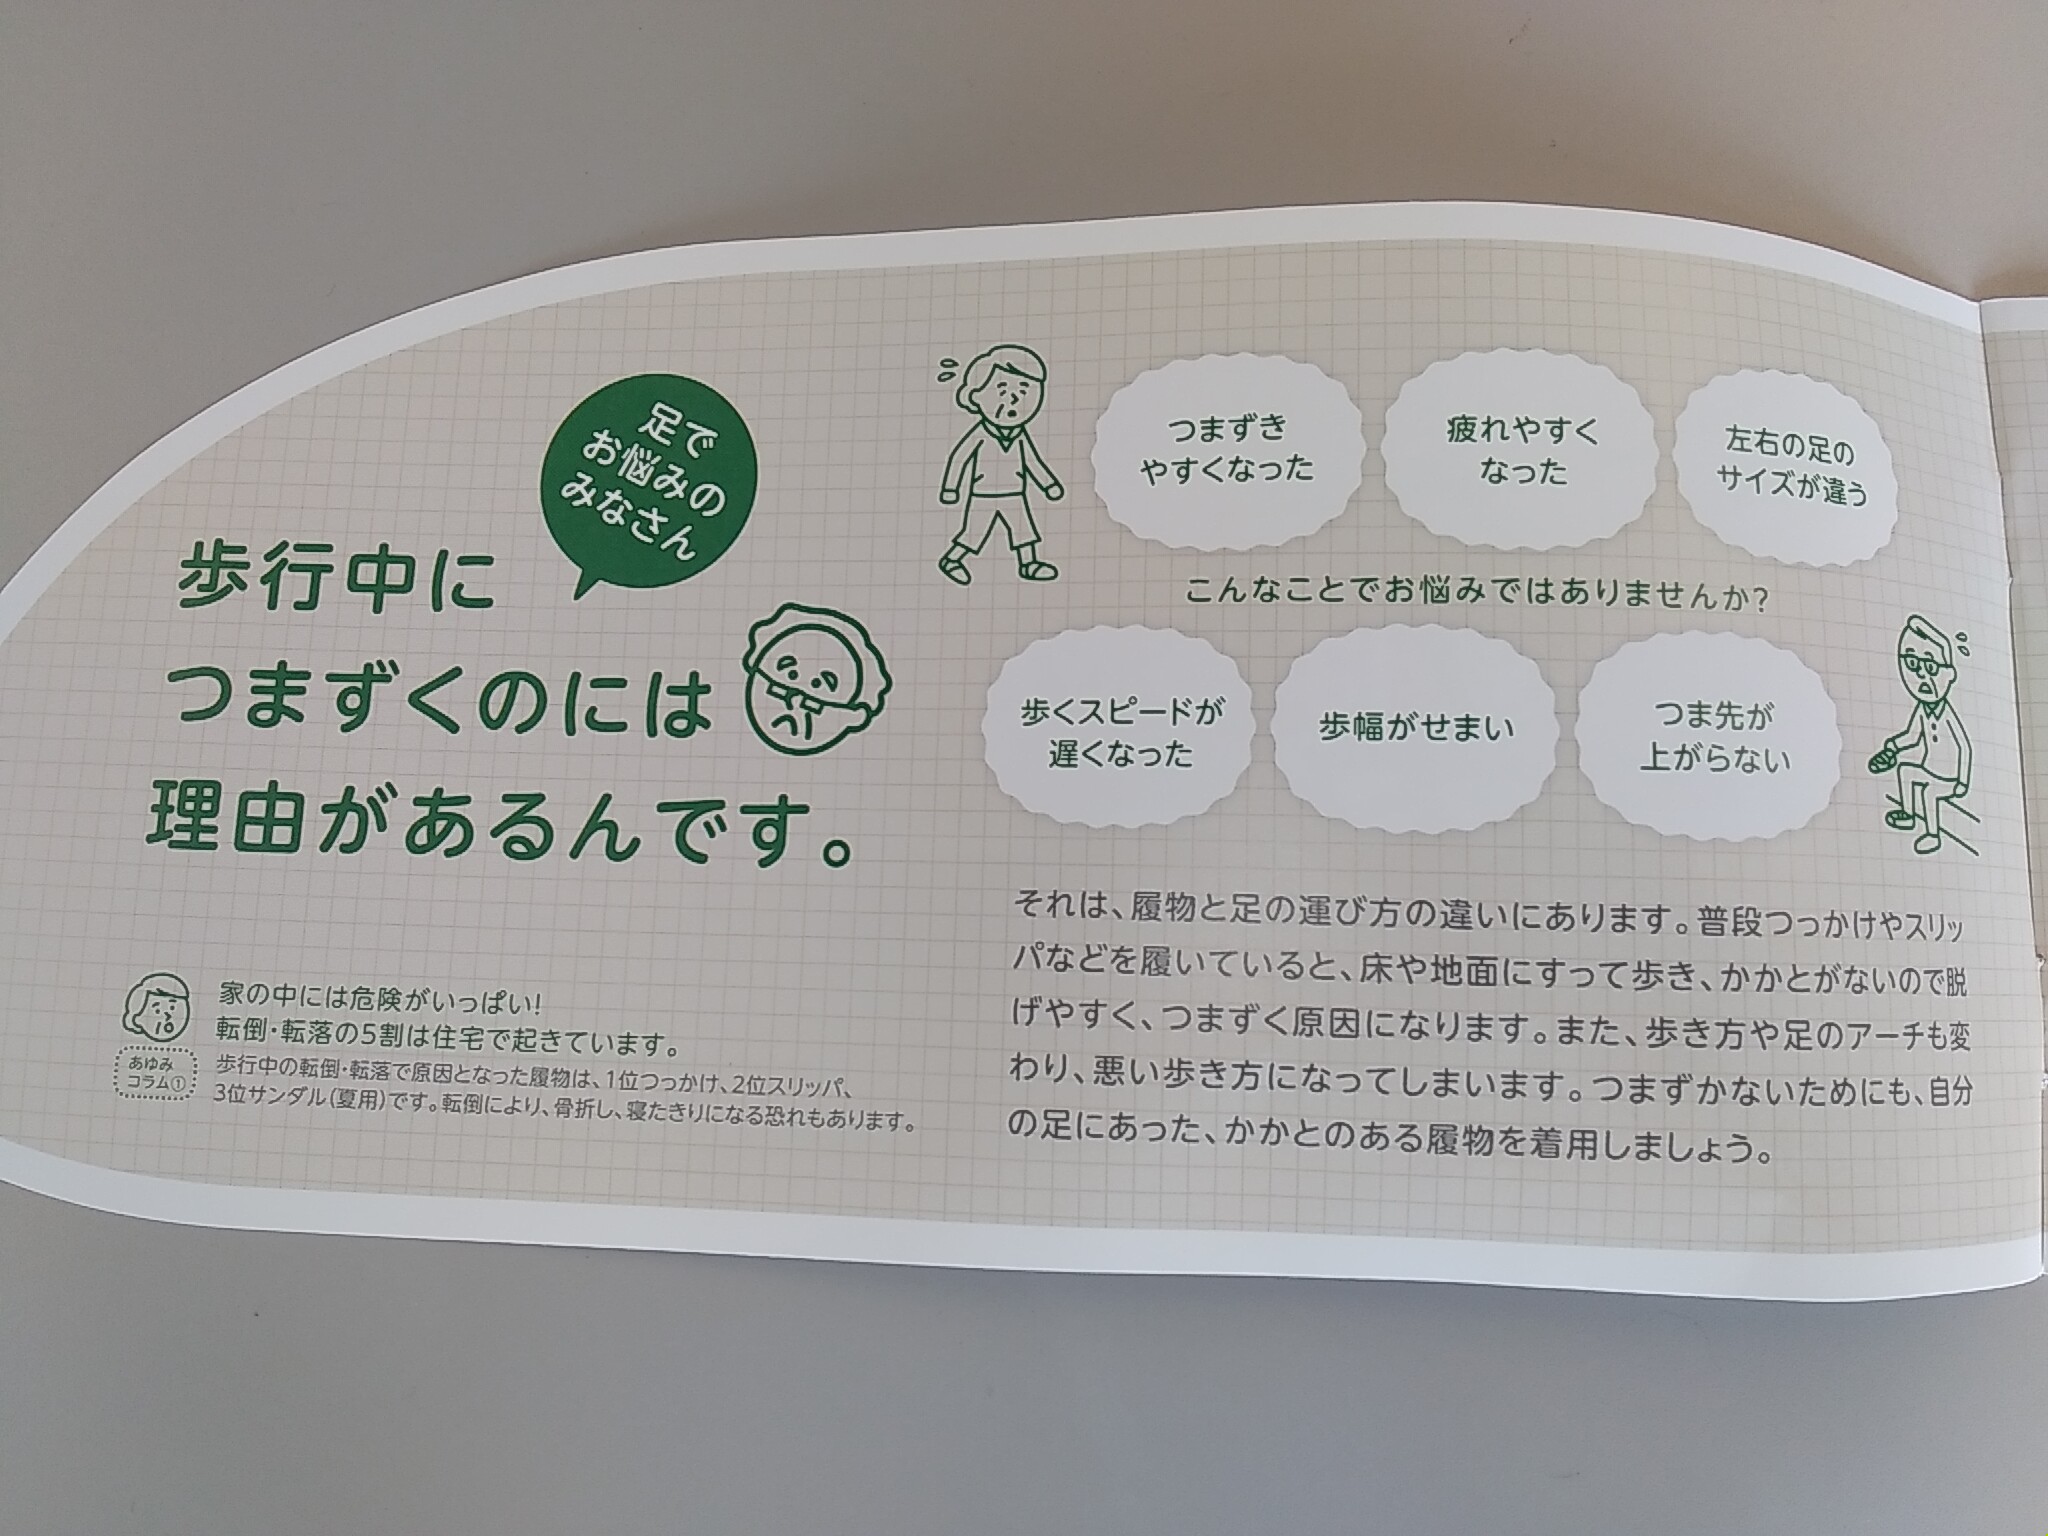 足で
お悩みの
みなさん
歩行中に
つまずくのには
理由があるんです。
家の中には危険がいっぱい!
転倒・転落の5割は住宅で起きています。
あゆみ
コラム①
歩行中の転倒・転落で原因となった履物は、1位つっかけ、2位スリッパ、
3位サンダル(夏用)です。転倒により、骨折し、寝たきりになる恐れもあります。
つまずき
やすくなった
疲れやすく
なった
左右の足の
サイズが違う
こんなことでお悩みではありませんか?
歩くスピードが
遅くなった
歩幅がせまい
つま先が
上がらない
それは、履物と足の運び方の違いにあります。普段つっかけやスリッ
パなどを履いていると、床や地面にすって歩き、かかとがないので脱
げやすく、つまずく原因になります。また、歩き方や足のアーチも変
わり、悪い歩き方になってしまいます。つまずかないためにも、自分
の足にあった、かかとのある履物を着用しましょう。